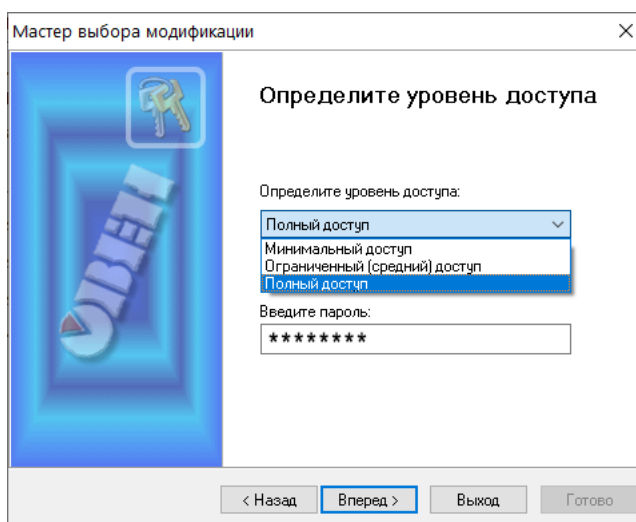 Мастер выбора модификации
Определите уровень доступа
Определите уровень доступа:
Полный доступ
Минимальный доступ
Ограниченный (средний) доступ
Полный доступ
Введите пароль:
********
ОВЕН
< Назад
Вперед >
Выход
Готово